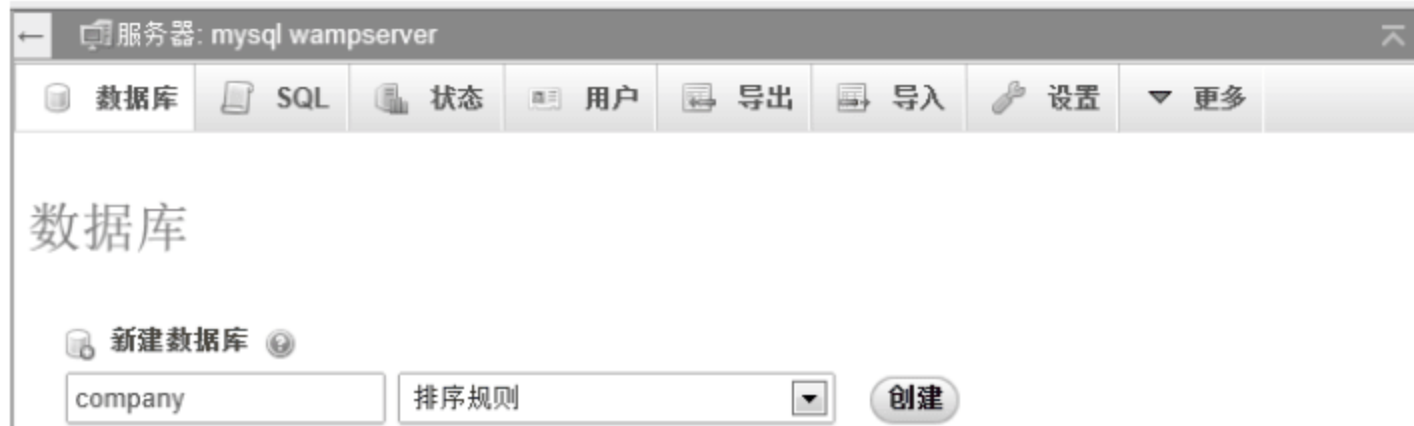 服务器: mysql wampserver
数据库 SQL 状态 用户 导出 导入 设置 更多
数据库
新建数据库
company 排序规则 创建